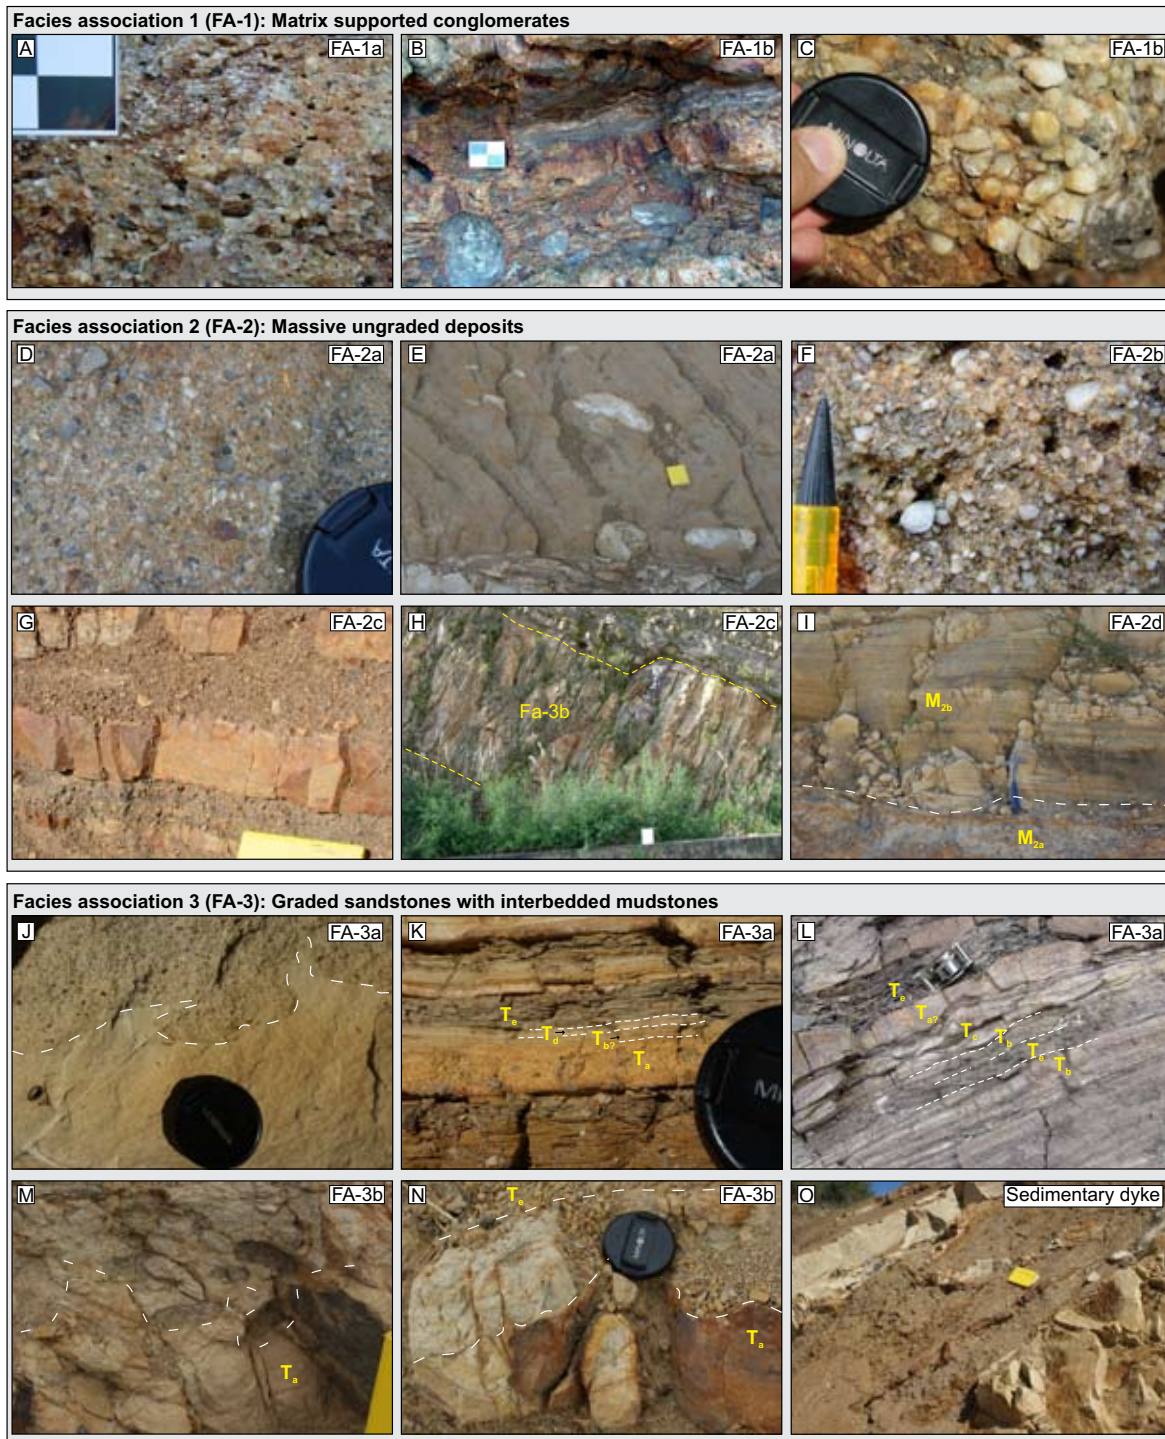 Facies association 1 (FA-1): Matrix supported conglomerates
A FA-1a
B FA-1b
C FA-1b
MINOLTA
Facies association 2 (FA-2): Massive ungraded deposits
D FA-2a
E FA-2a
F FA-2b
G FA-2c
H FA-2c
Fa-3b
I FA-2d
M2b
M2a
Facies association 3 (FA-3): Graded sandstones with interbedded mudstones
J FA-3a
K FA-3a
Te
Td
Tb?
Ta
L FA-3a
Te
Ta?
Tc
Tb
Te
Tb
M FA-3b
Ta
N FA-3b
Te
Ta
O Sedimentary dyke